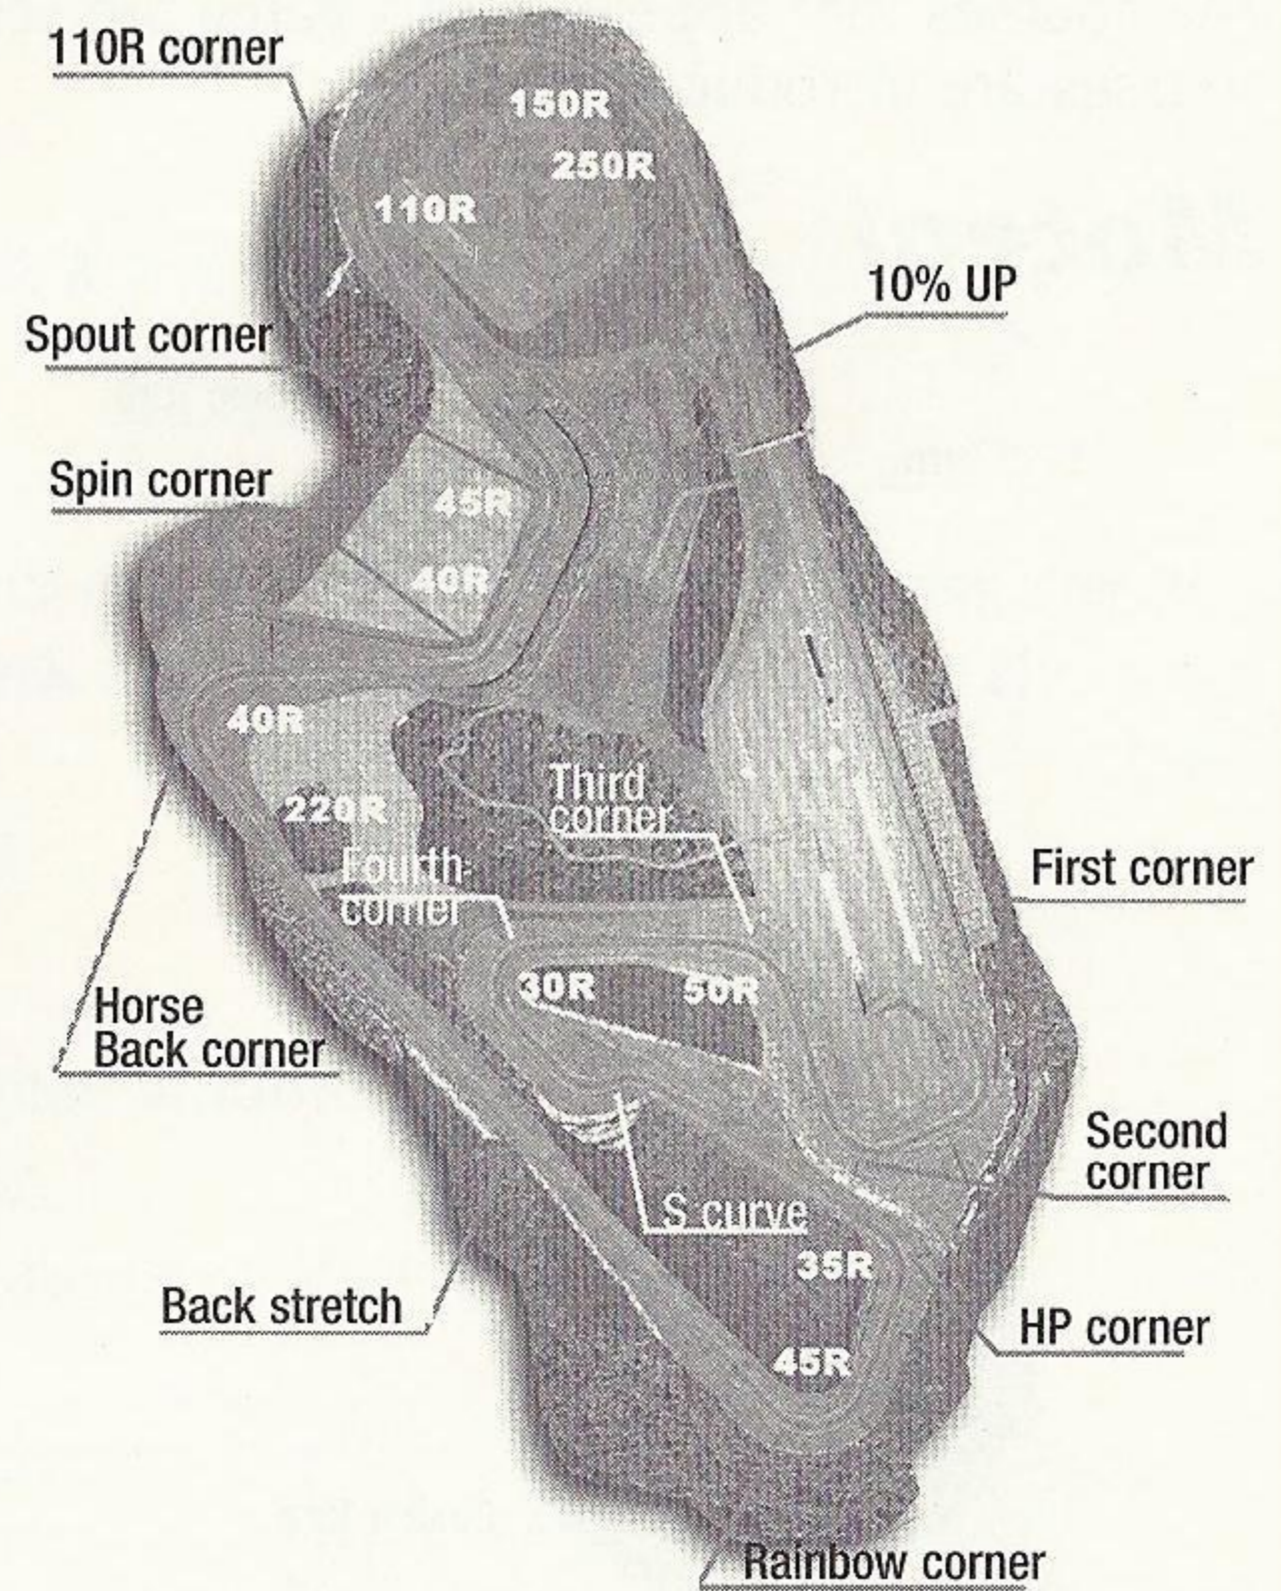 110R corner
150R
250R
110R
10% UP
Spout corner
Spin corner
45R
40R
40R
220R
Third
corner
Fourth
corner
First corner
30R
50R
Horse
Back corner
Second
corner
S curve
35R
Back stretch
HP corner
45R
Rainbow corner